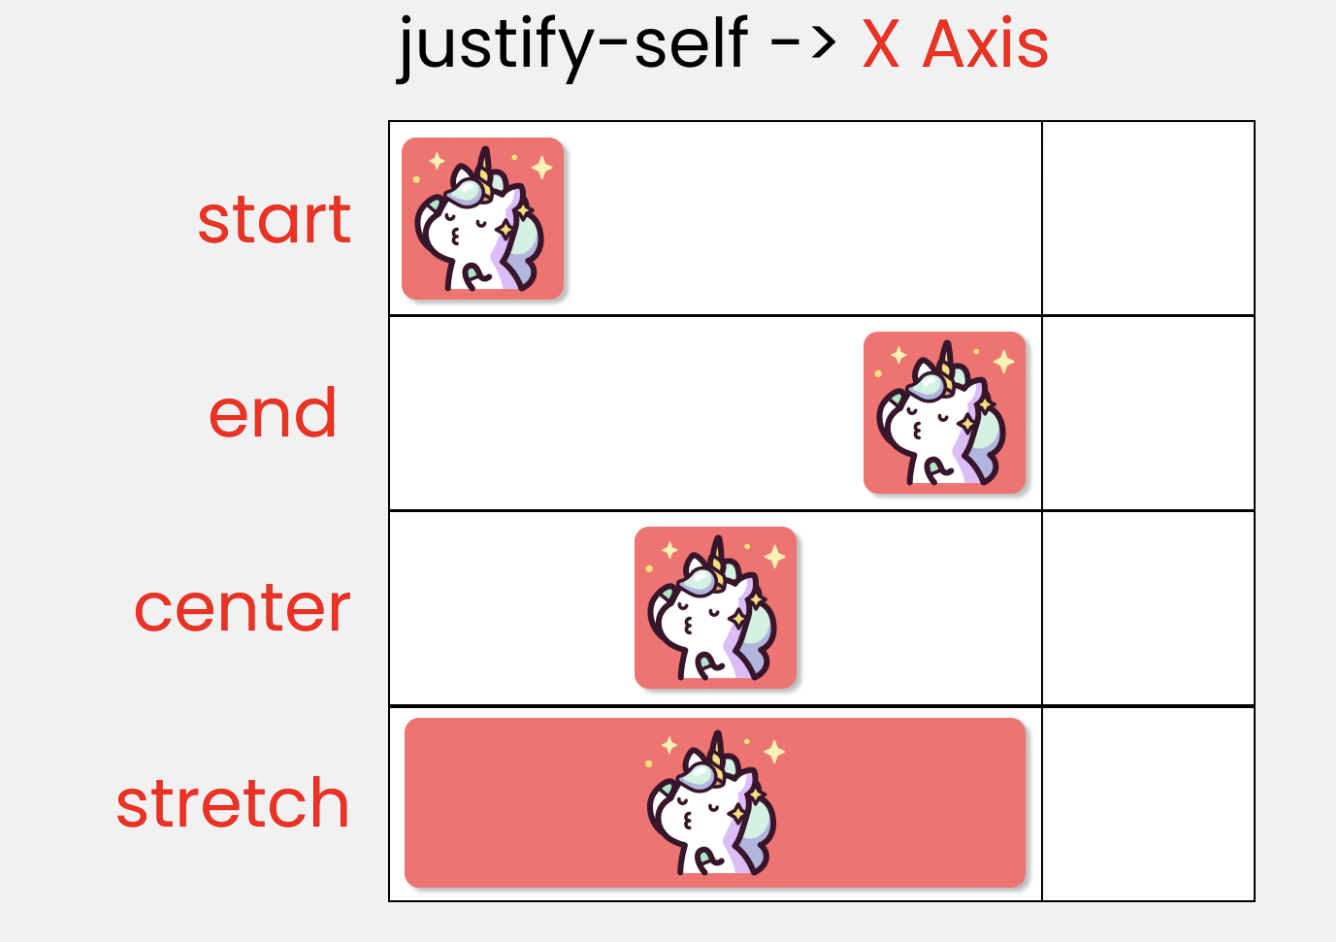 justify-self -> X Axis
start
end
center
stretch